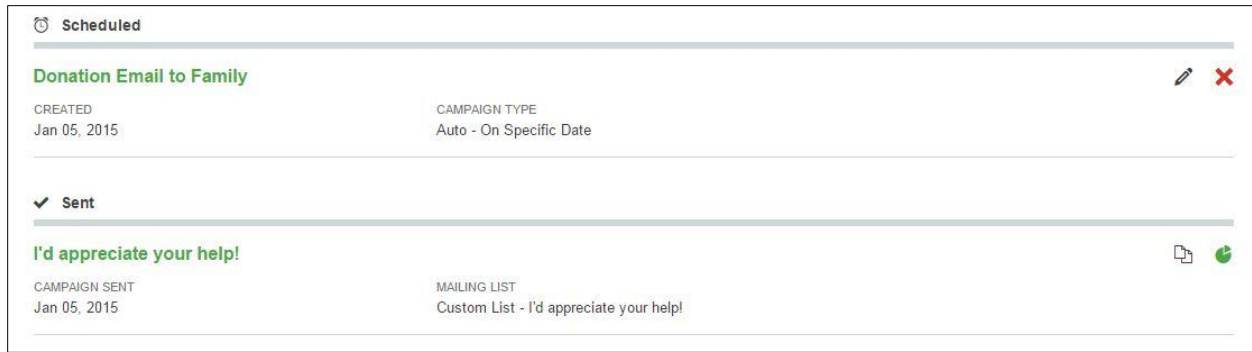 Scheduled
Donation Email to Family
CREATED CAMPAIGN TYPE
Jan 05, 2015 Auto - On Specific Date
Sent
I'd appreciate your help!
CAMPAIGN SENT MAILING LIST
Jan 05, 2015 Custom List - I'd appreciate your help!